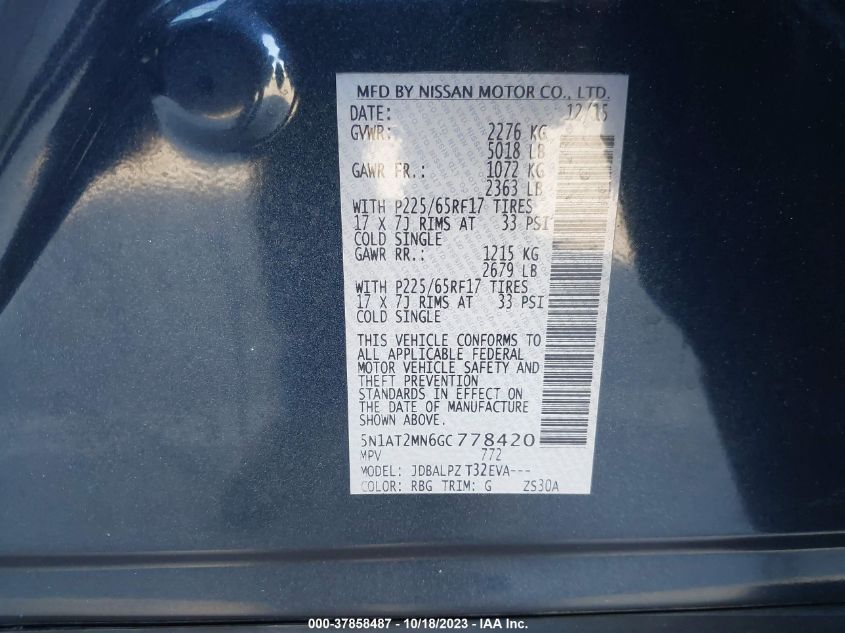 MFD BY NISSAN MOTOR CO., LTD.
DATE: 12/15
GVWR: 2276 KG
5018 LB
GAWR FR.: 1072 KG
2363 LB
WITH P225/65RF17 TIRES
17 X 7J RIMS AT 33 PSI
COLD SINGLE
GAWR RR.: 1215 KG
2679 LB
WITH P225/65RF17 TIRES
17 X 7J RIMS AT 33 PSI
COLD SINGLE
THIS VEHICLE CONFORMS TO
ALL APPLICABLE FEDERAL
MOTOR VEHICLE SAFETY AND
THEFT PREVENTION
STANDARDS IN EFFECT ON
THE DATE OF MANUFACTURE
SHOWN ABOVE.
5N1AT2MN6GC778420
MPV 772
MODEL: JDBALPZ T32EVA---
COLOR: RBG TRIM: G ZS30A
000-37858487 - 10/18/2023 - IAA Inc.